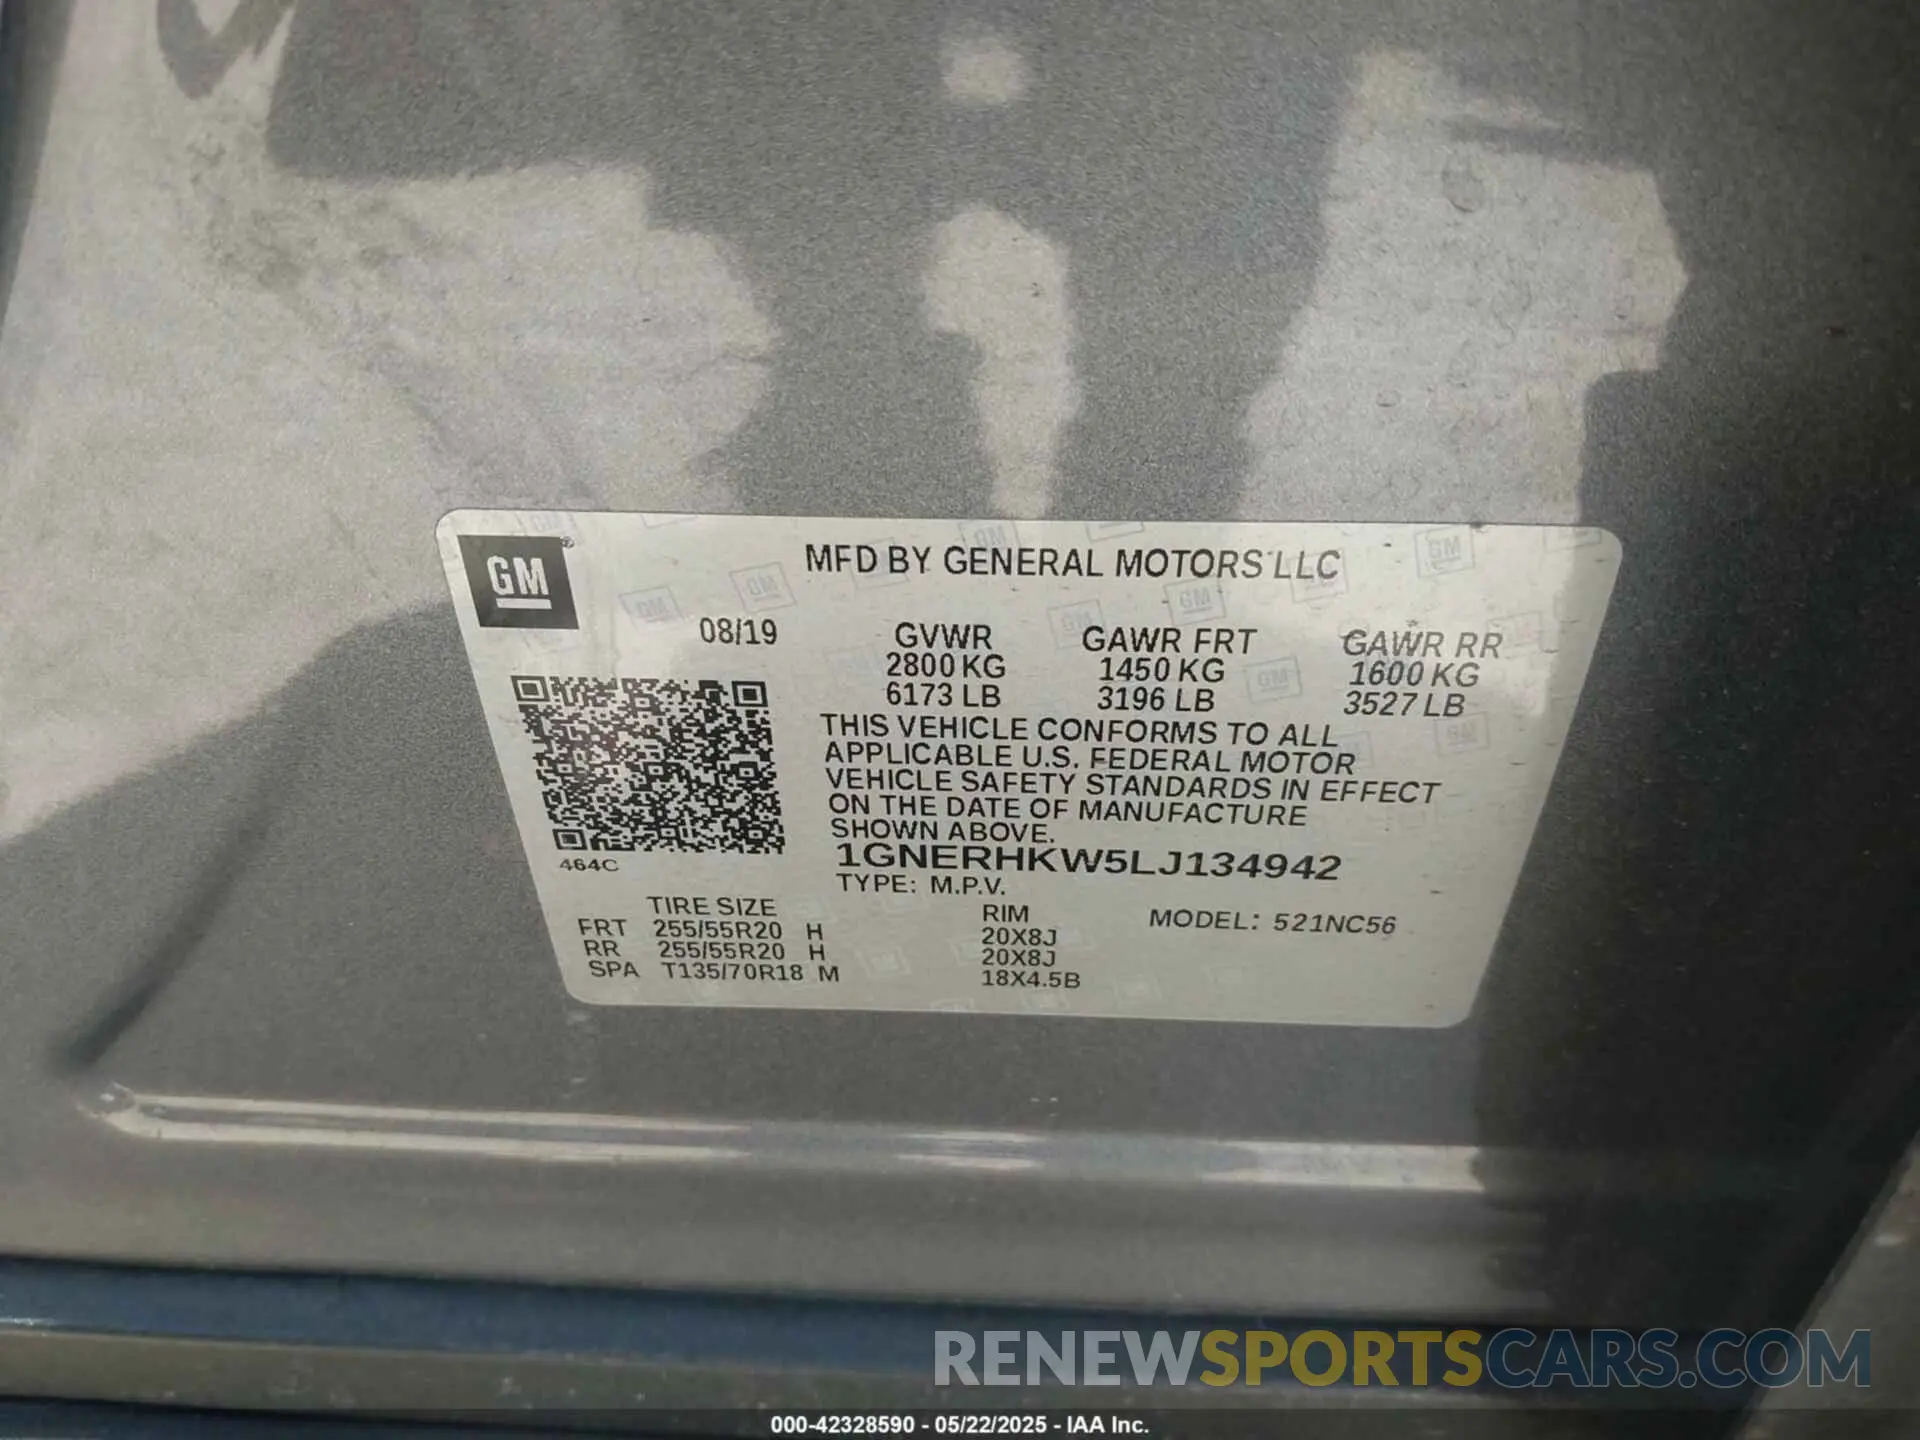 GM
MFD BY GENERAL MOTORS LLC
08/19 GVWR GAWR FRT GAWR RR
2800 KG 1450 KG 1600 KG
6173 LB 3196 LB 3527 LB
THIS VEHICLE CONFORMS TO ALL
APPLICABLE U.S. FEDERAL MOTOR
VEHICLE SAFETY STANDARDS IN EFFECT
ON THE DATE OF MANUFACTURE
SHOWN ABOVE.
464C
1GNERHKW5LJ134942
TYPE: M.P.V.
TIRE SIZE RIM MODEL: 521NC56
FRT 255/55R20 H 20X8J
RR 255/55R20 H 20X8J
SPA T135/70R18 M 18X4.5B
RENEWSPORTSCARS.COM
000-42328590 - 05/22/2025 - IAA Inc.